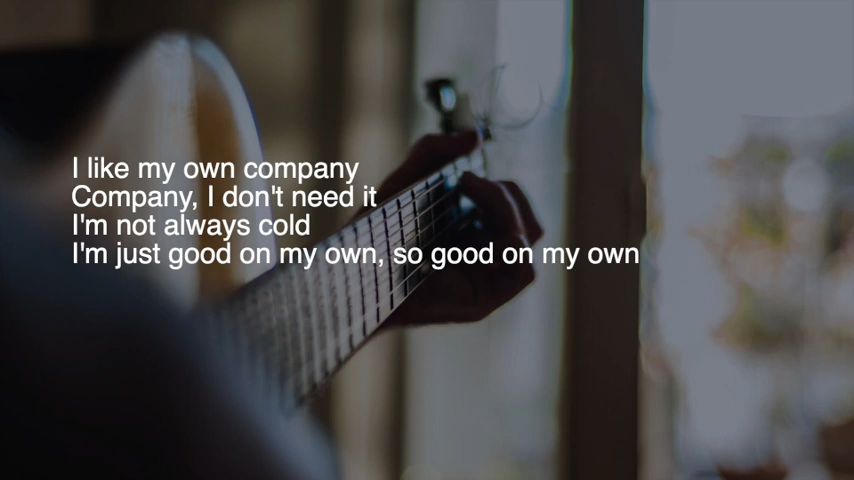 I like my own company
Company, I don't need it
I'm not always cold
I'm just good on my own, so good on my own